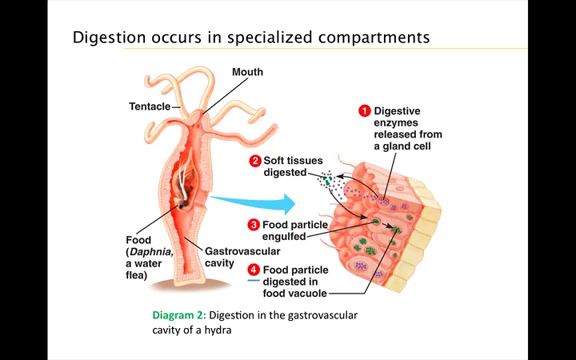 Digestion occurs in specialized compartments
Mouth
Tentacle
1 Digestive
enzymes
released from
a gland cell
2 Soft tissues
digested
3 Food particle
engulfed
Food
(Daphnia,
a water
flea)
Gastrovascular
cavity
4 Food particle
digested in
food vacuole
Diagram 2: Digestion in the gastrovascular
cavity of a hydra